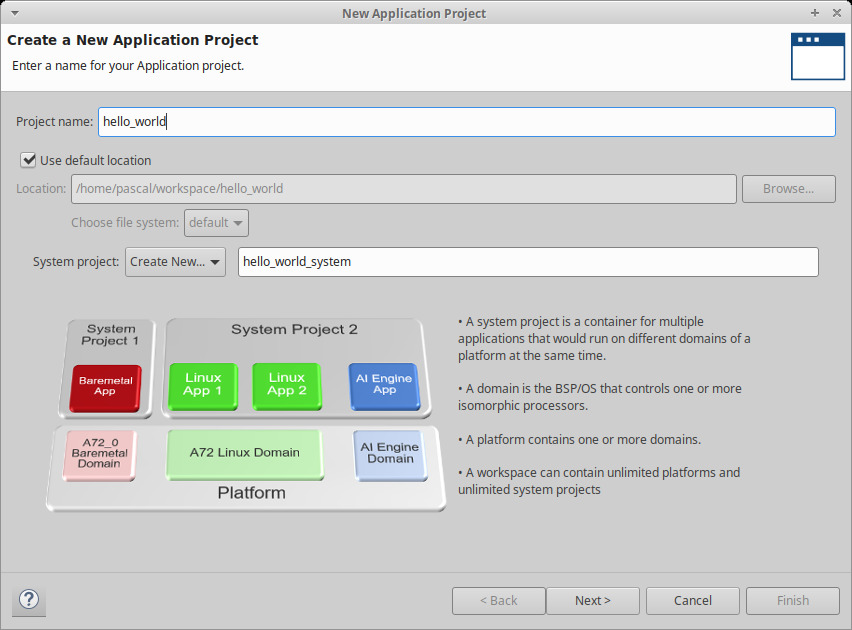 New Application Project
Create a New Application Project
Enter a name for your Application project.
Project name: hello_world
Use default location
Location: /home/pascal/workspace/hello_world Browse...
Choose file system: default
System project: Create New... hello_world_system
System
Project 1
System Project 2
Baremetal
App
Linux
App 1
Linux
App 2
AI Engine
App
A72_0
Baremetal
Domain
A72 Linux Domain
AI Engine
Domain
Platform
• A system project is a container for multiple
applications that would run on different domains of a
platform at the same time.
• A domain is the BSP/OS that controls one or more
isomorphic processors.
• A platform contains one or more domains.
• A workspace can contain unlimited platforms and
unlimited system projects
? < Back Next > Cancel Finish